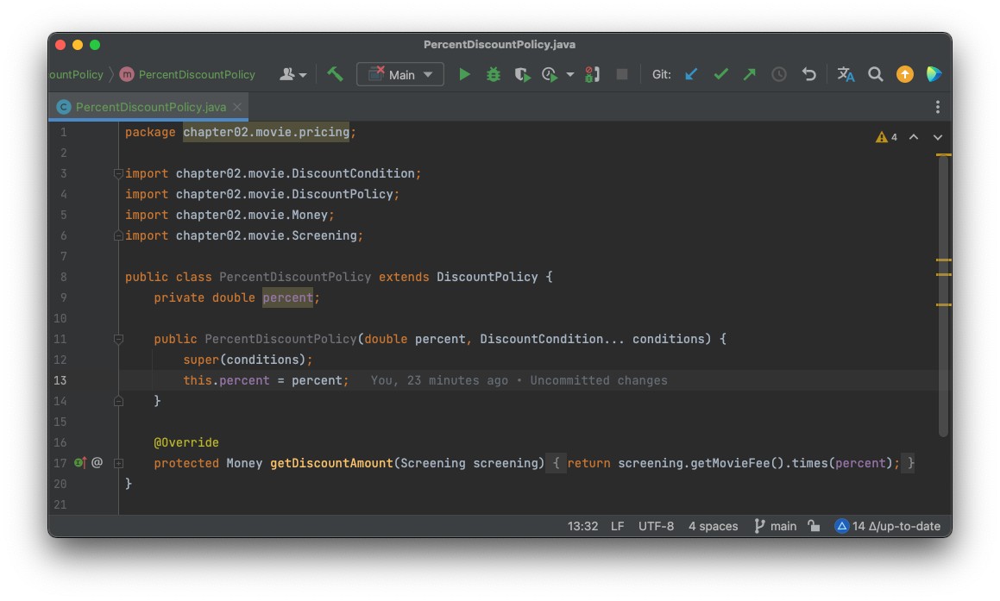 PercentDiscountPolicy.java
ountPolicy 〉 m PercentDiscountPolicy Main Git:
C PercentDiscountPolicy.java
4
1 package chapter02.movie.pricing;
2
3 import chapter02.movie.DiscountCondition;
4 import chapter02.movie.DiscountPolicy;
5 import chapter02.movie.Money;
6 import chapter02.movie.Screening;
7
8 public class PercentDiscountPolicy extends DiscountPolicy {
9 private double percent;
10
11 public PercentDiscountPolicy(double percent, DiscountCondition... conditions) {
12 super(conditions);
13 this.percent = percent; You, 23 minutes ago • Uncommitted changes
14 }
15
16 @Override
17 @ protected Money getDiscountAmount(Screening screening) { return screening.getMovieFee().times(percent); }
20 }
21
13:32 LF UTF-8 4 spaces main 14 Δ/up-to-date